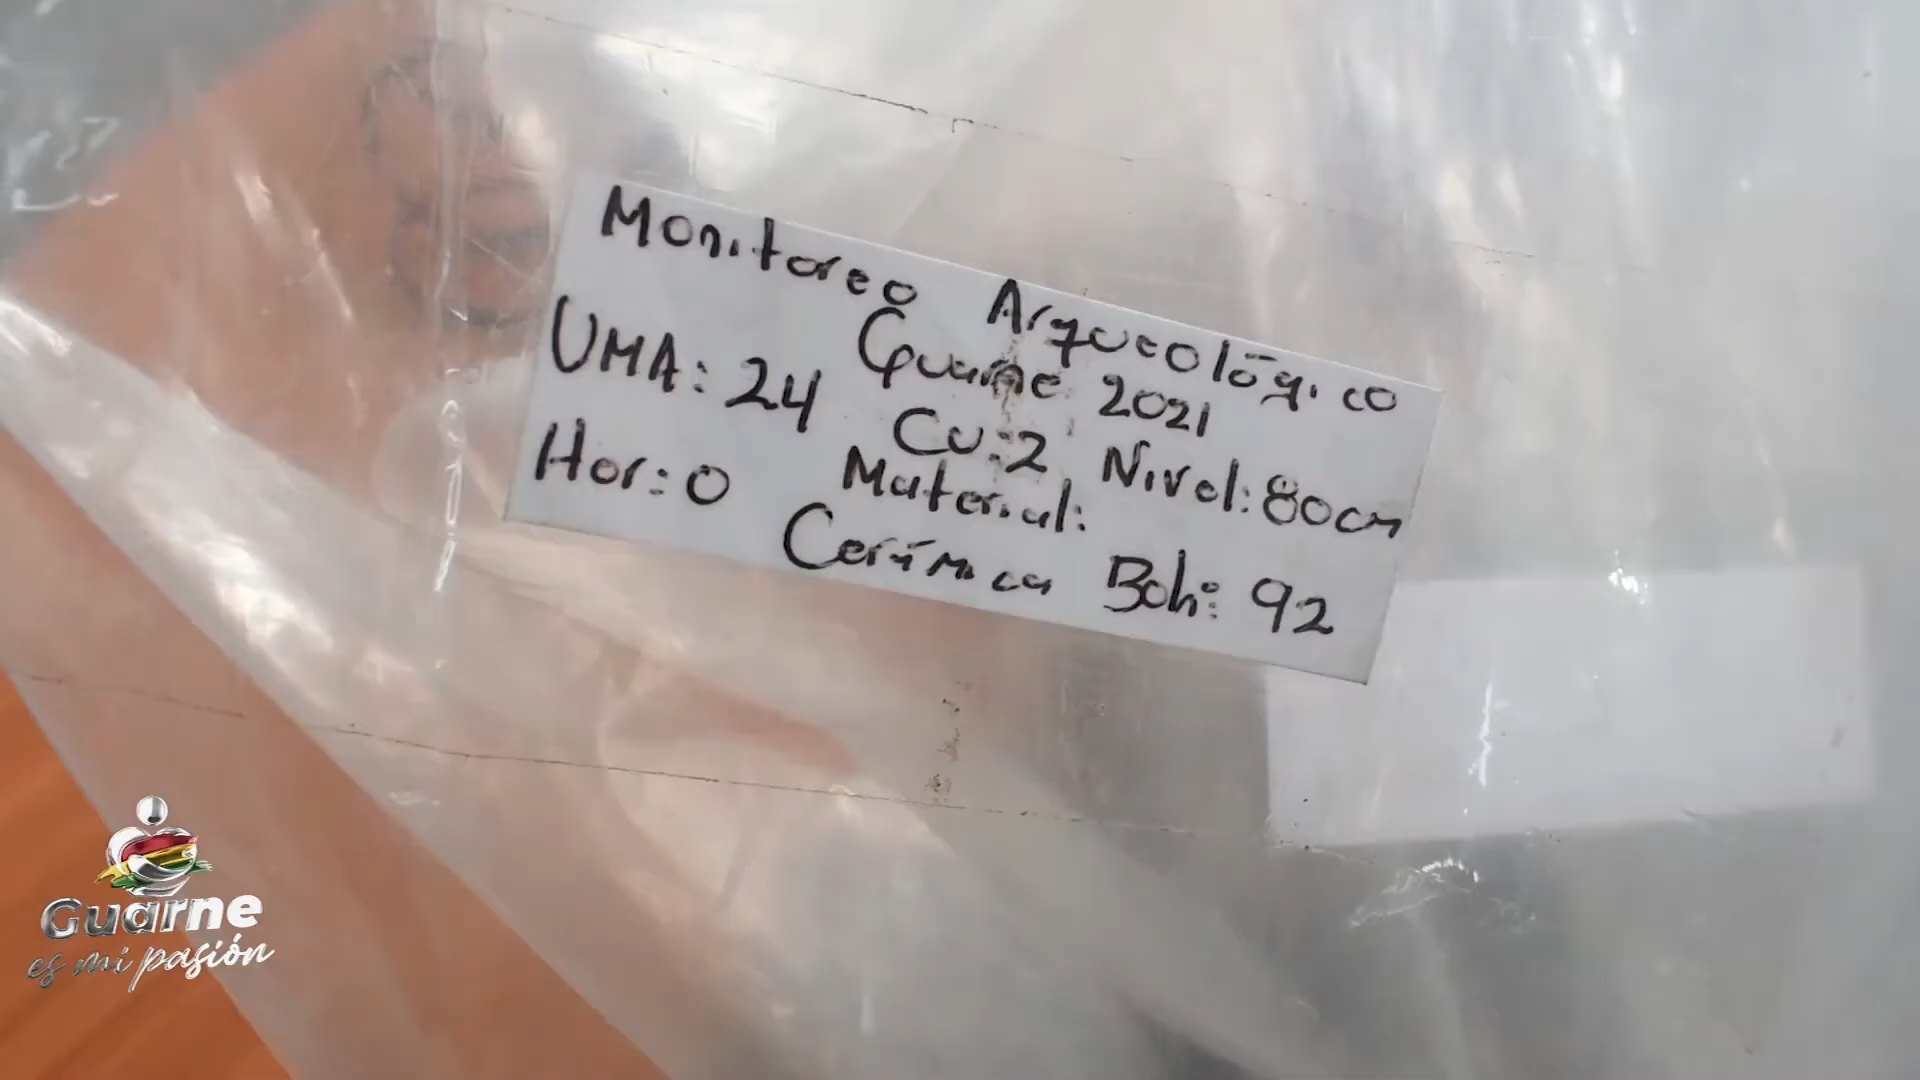 Monitoreo Arqueológico
Guarne 2021
UMA: 24 Cu:2 Nivel: 80cm
Hor: 0 Material:
Cerámica Bol: 92
Guarne
es mi pasión